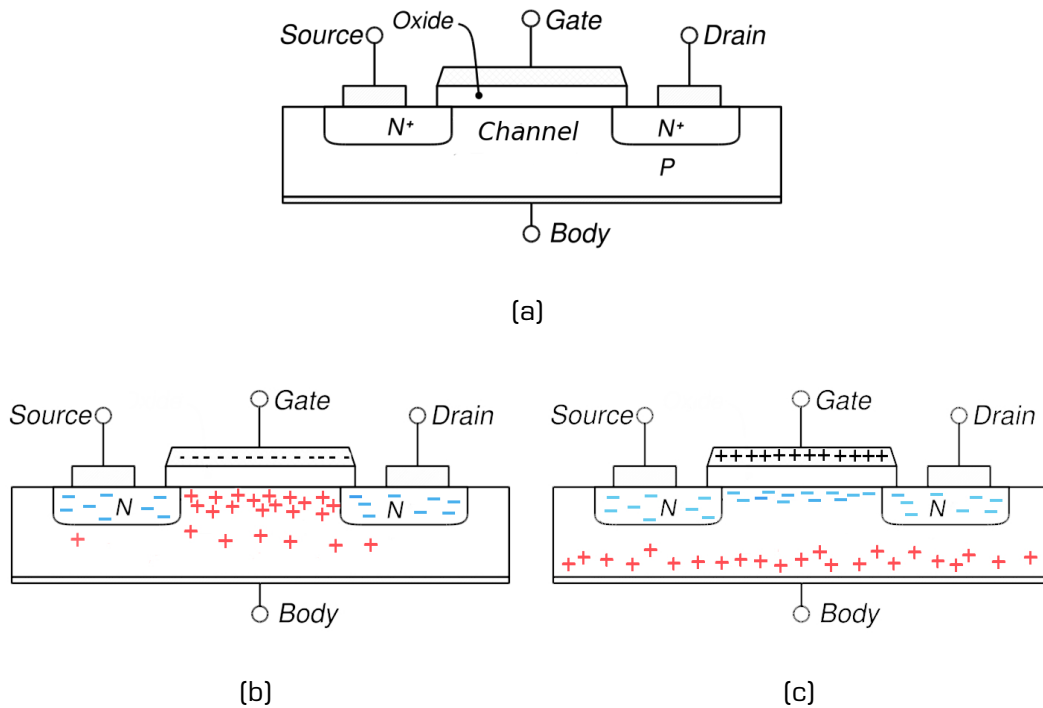 Source Oxide Gate Drain
N+ Channel N+
P
Body
(a)
Source Gate Drain
N N
Body
(b)
Source Gate Drain
N N
Body
(c)